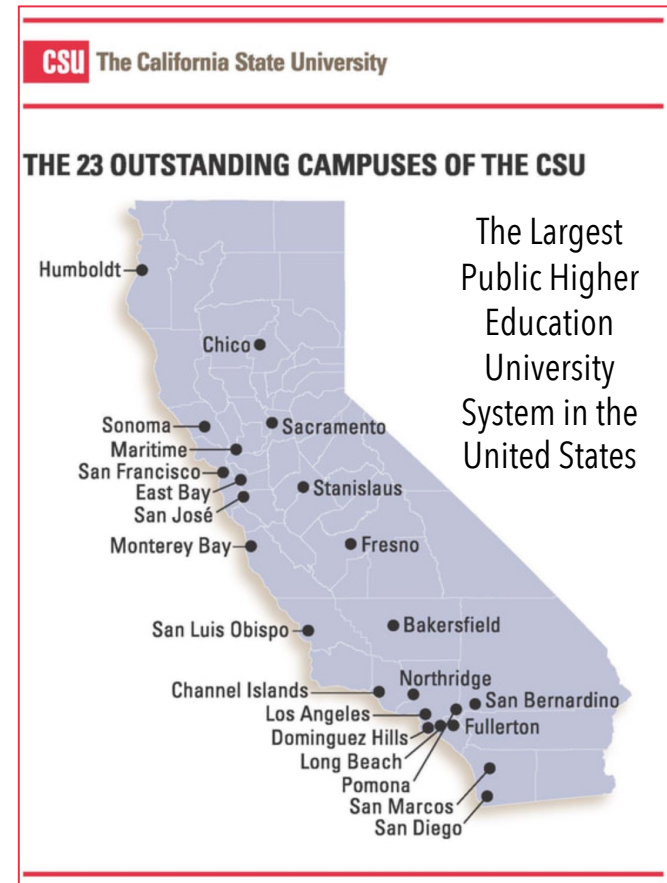 CSU The California State University
THE 23 OUTSTANDING CAMPUSES OF THE CSU
The Largest
Public Higher
Education
University
System in the
United States
Humboldt
Chico
Sonoma
Sacramento
Maritime
San Francisco
East Bay
Stanislaus
San José
Monterey Bay
Fresno
San Luis Obispo
Bakersfield
Channel Islands
Northridge
San Bernardino
Los Angeles
Fullerton
Dominguez Hills
Long Beach
Pomona
San Marcos
San Diego